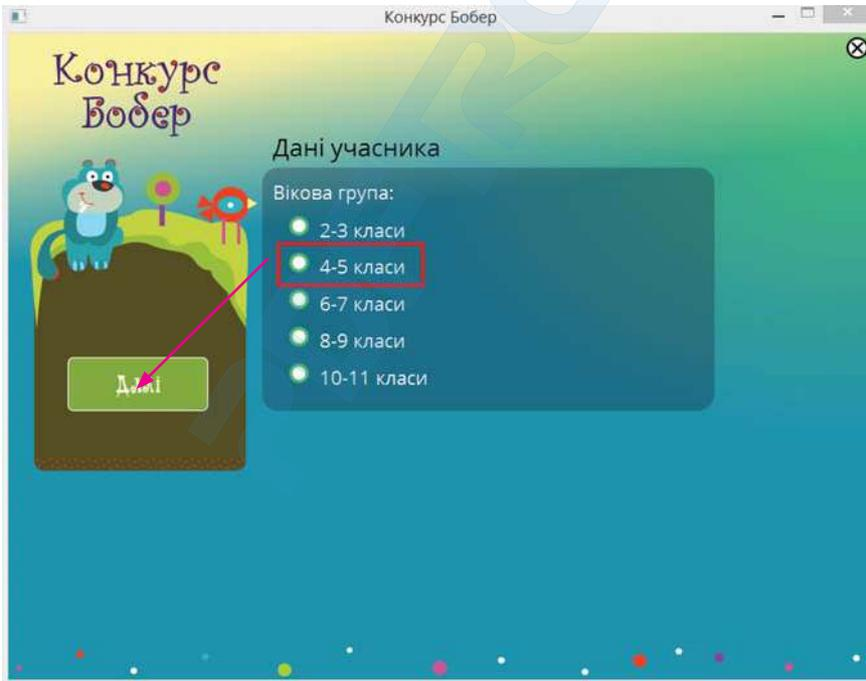 Конкурс Бобер
Конкурс
Бобер
Дані учасника
Вікова група:
2-3 класи
4-5 класи
6-7 класи
8-9 класи
10-11 класи
Далі